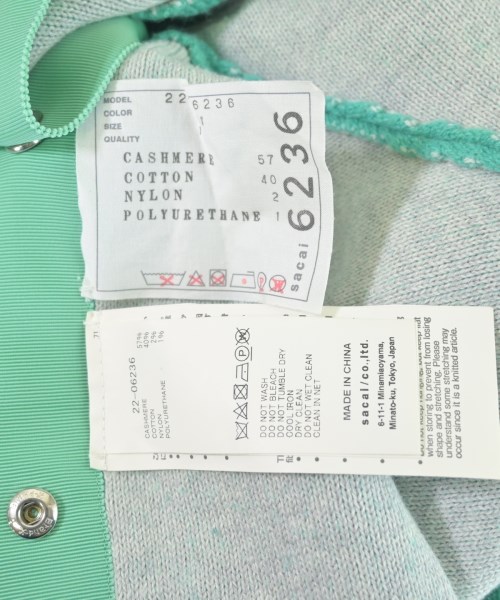 MODEL 22 6236
COLOR
SIZE
QUALITY
CASHMERE 57
COTTON 40
NYLON 2
POLYURETHANE 1
sacai 6236
22-06236
CASHMERE 57%
COTTON 40%
NYLON 2%
POLYURETHANE 1%
DO NOT WASH
DO NOT BLEACH
DO NOT TUMBLE DRY
COOL IRON
DRY CLEAN
DO NOT WET CLEAN
CLEAN IN NET
MADE IN CHINA
sacai/co.,ltd.
6-11-1 Minamiaoyama,
Minato-ku, Tokyo, Japan
when storing to prevent from losing
shape and stretching. Please
understand some stretching may
occur since it is a knitted article.